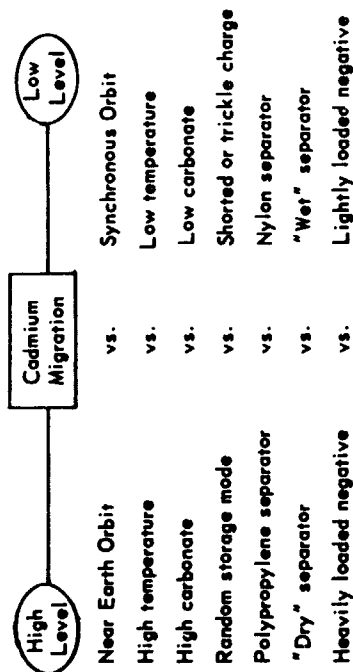 High Level
Cadmium Migration
Low Level
Near Earth Orbit vs. Synchronous Orbit
High temperature vs. Low temperature
High carbonate vs. Low carbonate
Random storage mode vs. Shorted or trickle charge
Polypropylene separator vs. Nylon separator
"Dry" separator vs. "Wet" separator
Heavily loaded negative vs. Lightly loaded negative